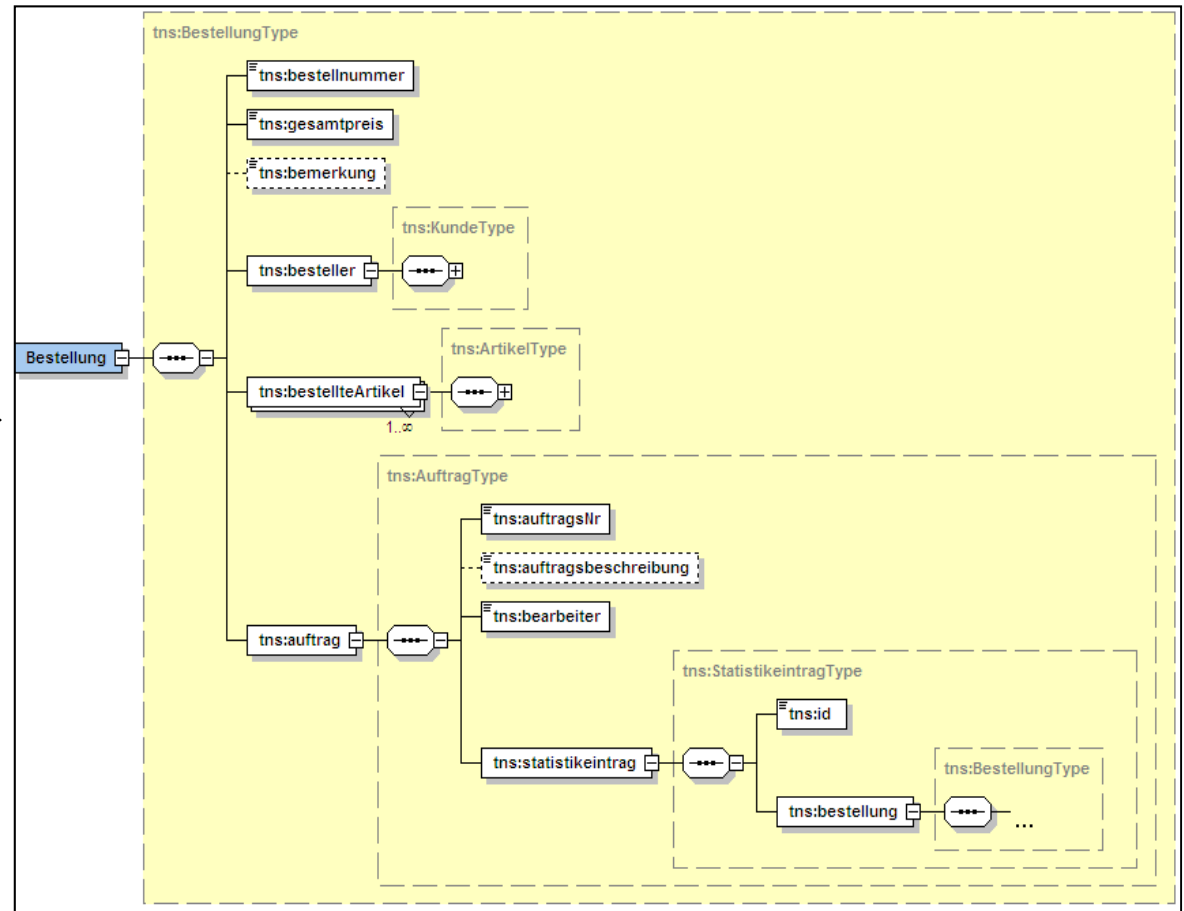 tns:BestellungType
tns:bestellnummer
tns:gesamtpreis
tns:bemerkung
tns:KundeType
tns:besteller
tns:ArtikelType
Bestellung
tns:bestellteArtikel
1..∞
tns:AuftragType
tns:auftragsNr
tns:auftragsbeschreibung
tns:bearbeiter
tns:auftrag
tns:StatistikeintragType
tns:id
tns:statistikeintrag
tns:BestellungType
tns:bestellung
...